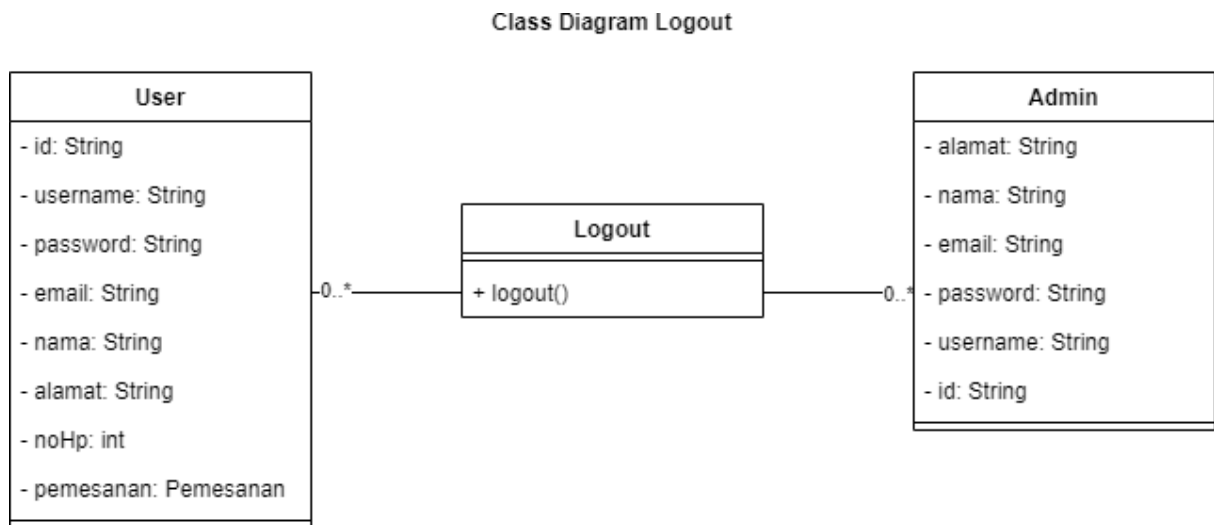 Class Diagram Logout
User
- id: String
- username: String
- password: String
- email: String
- nama: String
- alamat: String
- noHp: int
- pemesanan: Pemesanan
0..*
Logout
+ logout()
0..*
Admin
- alamat: String
- nama: String
- email: String
- password: String
- username: String
- id: String